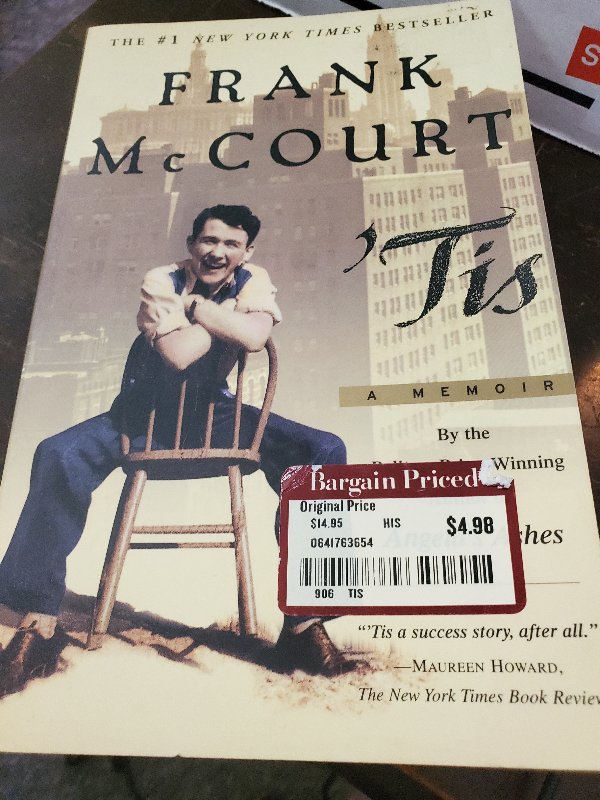 THE #1 NEW YORK TIMES BESTSELLER
S
FRANK
McCOURT
'Tis
A MEMOIR
By the
Winning
Bargain Priced
Original Price
$14.95 HIS $4.98
0641763654
906 TIS
hes
“’Tis a success story, after all.”
—MAUREEN HOWARD,
The New York Times Book Review